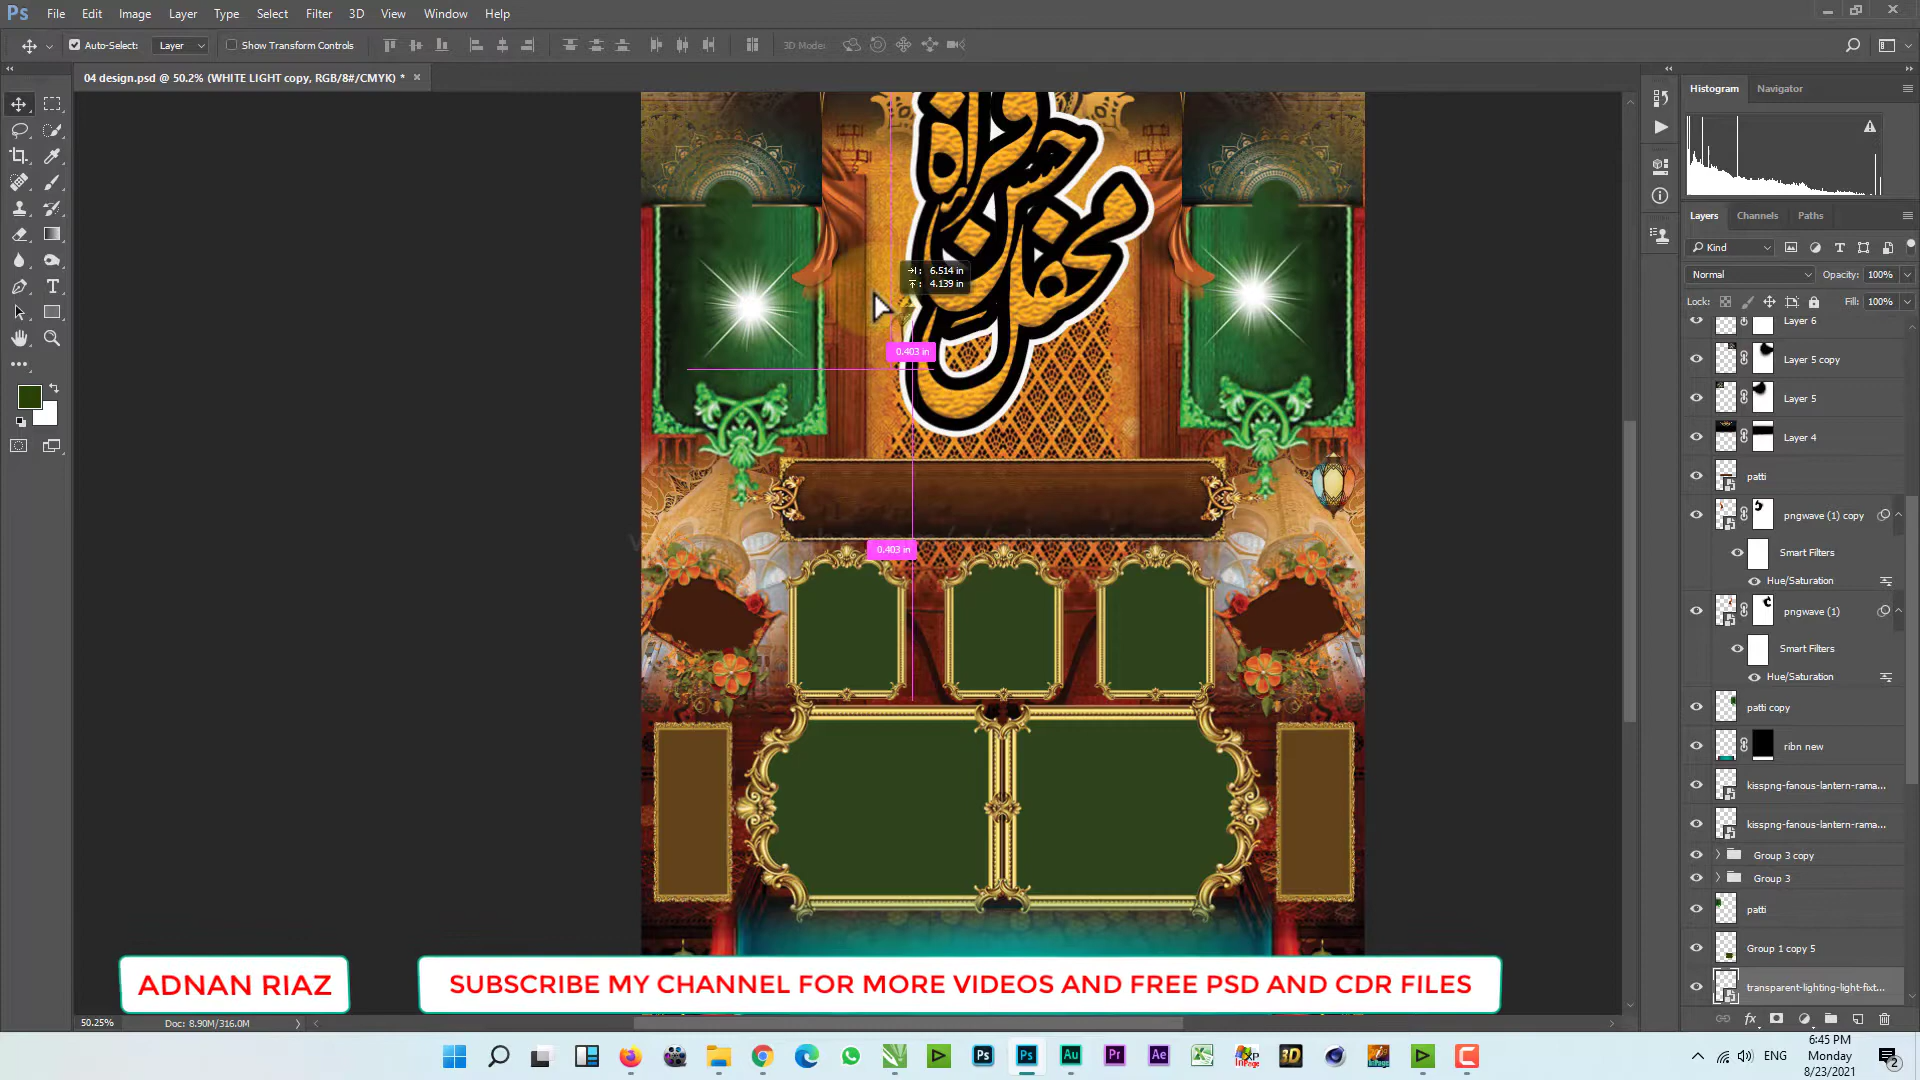 Ps File Edit Image Layer Type Select Filter 3D View Window Help
Auto-Select: Layer Show Transform Controls 3D Mode:
04 design.psd @ 50.2% (WHITE LIGHT copy, RGB/8#/CMYK) *
Histogram Navigator
Layers Channels Paths
Kind
Normal Opacity: 100%
Lock: Fill: 100%
Layer 6
Layer 5 copy
Layer 5
Layer 4
patti
pngwave (1) copy
Smart Filters
Hue/Saturation
pngwave (1)
Smart Filters
Hue/Saturation
patti copy
ribn new
kisspng-fanous-lantern-rama...
kisspng-fanous-lantern-rama...
Group 3 copy
Group 3
patti
Group 1 copy 5
transparent-lighting-light-fixt...
محفل حسن قراة
6.514 in
4.139 in
0.403 in
0.403 in
ADNAN RIAZ
SUBSCRIBE MY CHANNEL FOR MORE VIDEOS AND FREE PSD AND CDR FILES
50.25% Doc: 8.90M/316.0M
ENG
6:45 PM
Monday
8/23/2021
2